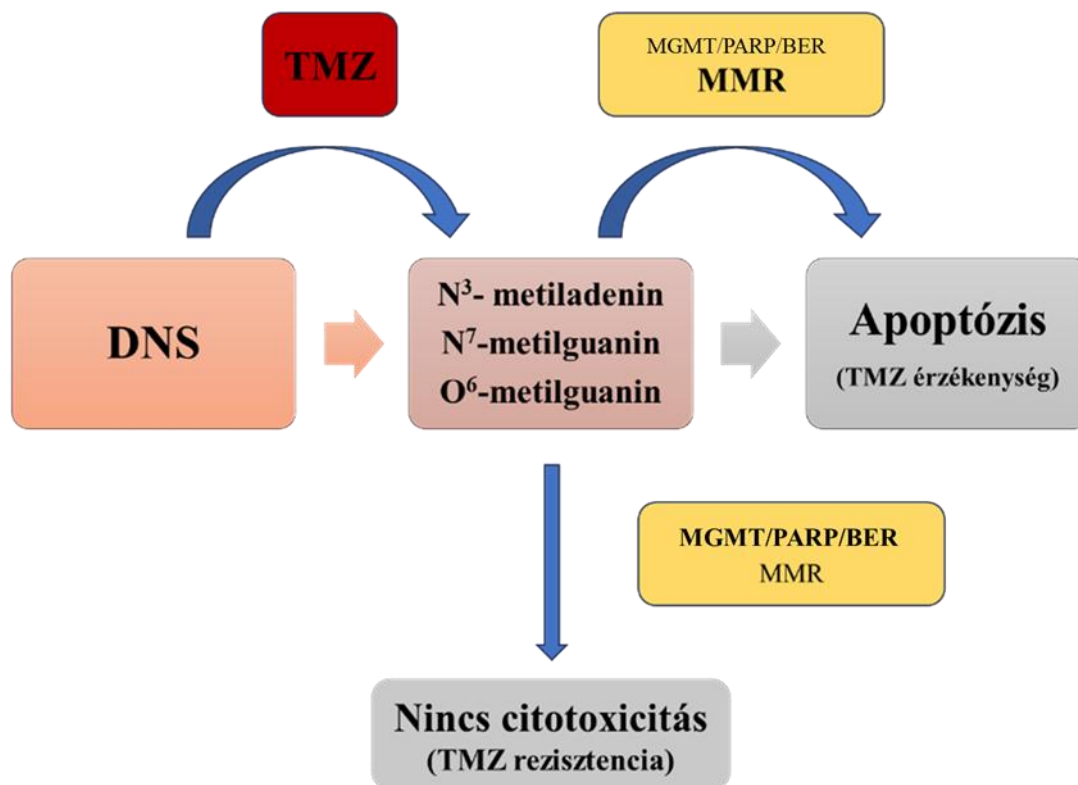 TMZ
MGMT/PARP/BER
MMR
DNS
N³- metiladenin
N⁷-metilguanin
O⁶-metilguanin
Apoptózis
(TMZ érzékenység)
MGMT/PARP/BER
MMR
Nincs citotoxicitás
(TMZ rezisztencia)